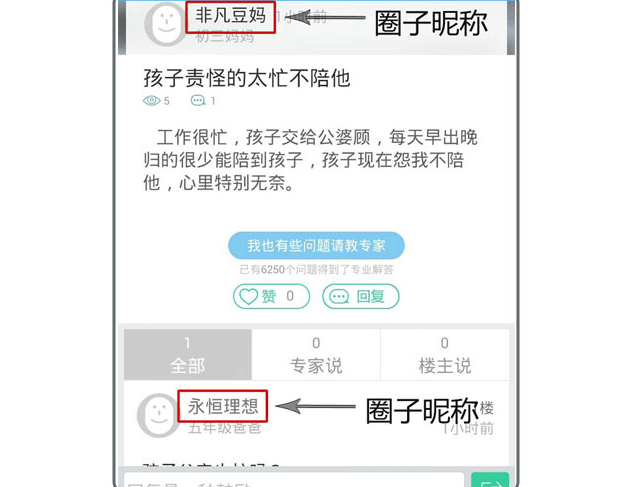 非凡豆妈 1小时前 圈子昵称
初三妈妈
孩子责怪的太忙不陪他
5 1
工作很忙，孩子交给公婆顾，每天早出晚
归的很少能陪到孩子，孩子现在怨我不陪
他，心里特别无奈。
我也有些问题请教专家
已有6250个问题得到了专业解答
赞 0 回复
1 0 0
全部 专家说 楼主说
永恒理想 圈子昵称 楼
五年级爸爸 1小时前